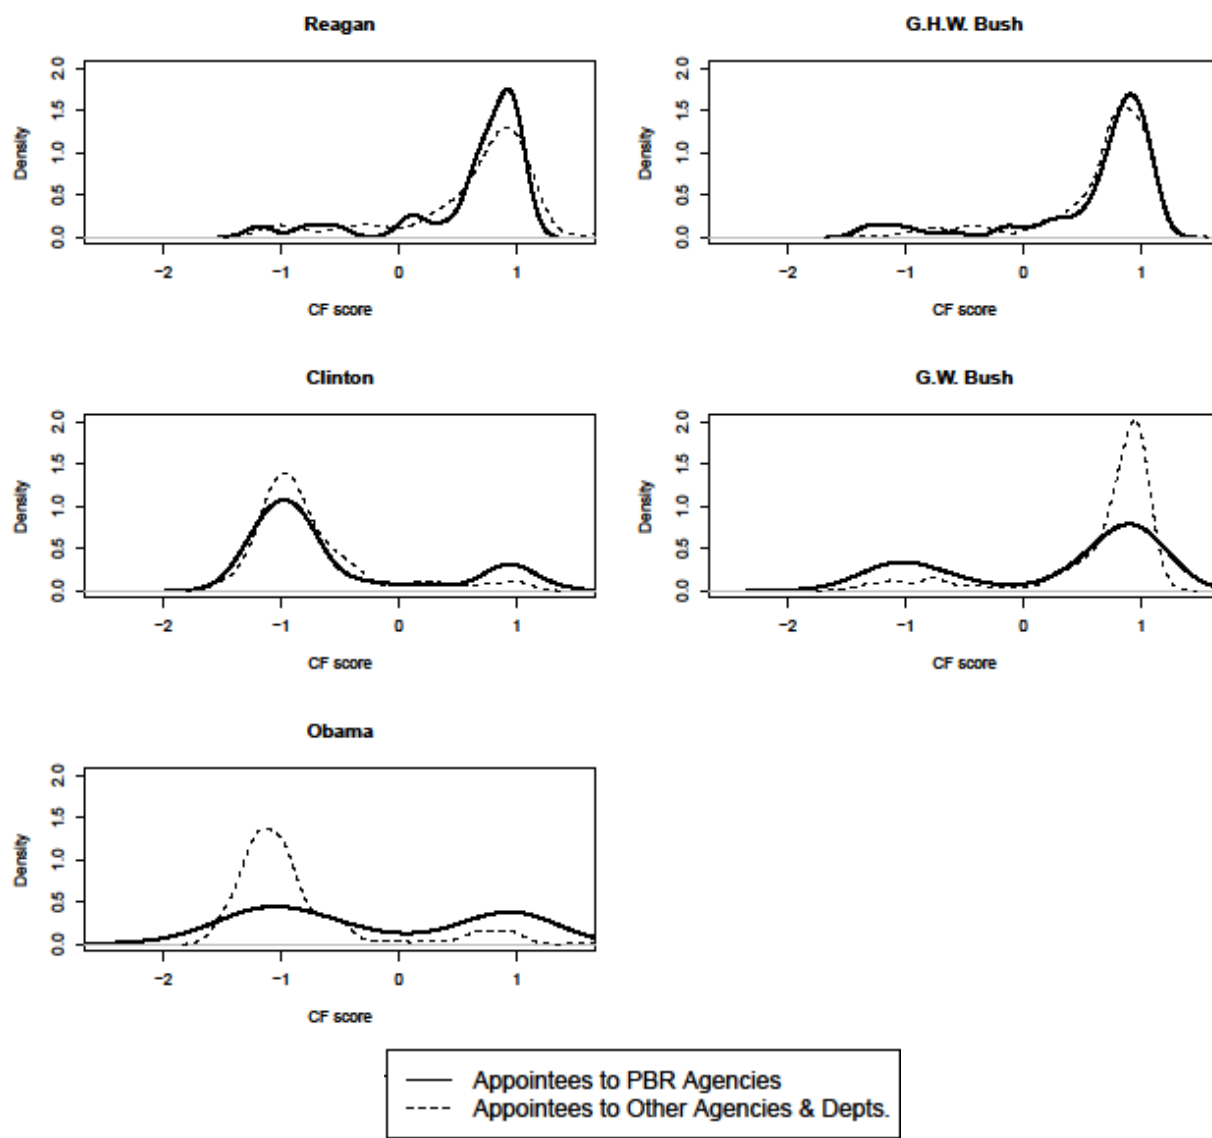 Reagan
2.0
1.5
1.0
0.5
0.0
Density
−2 −1 0 1
CF score
G.H.W. Bush
2.0
1.5
1.0
0.5
0.0
Density
−2 −1 0 1
CF score
Clinton
2.0
1.5
1.0
0.5
0.0
Density
−2 −1 0 1
CF score
G.W. Bush
2.0
1.5
1.0
0.5
0.0
Density
−2 −1 0 1
CF score
Obama
2.0
1.5
1.0
0.5
0.0
Density
−2 −1 0 1
CF score
Appointees to PBR Agencies
Appointees to Other Agencies & Depts.